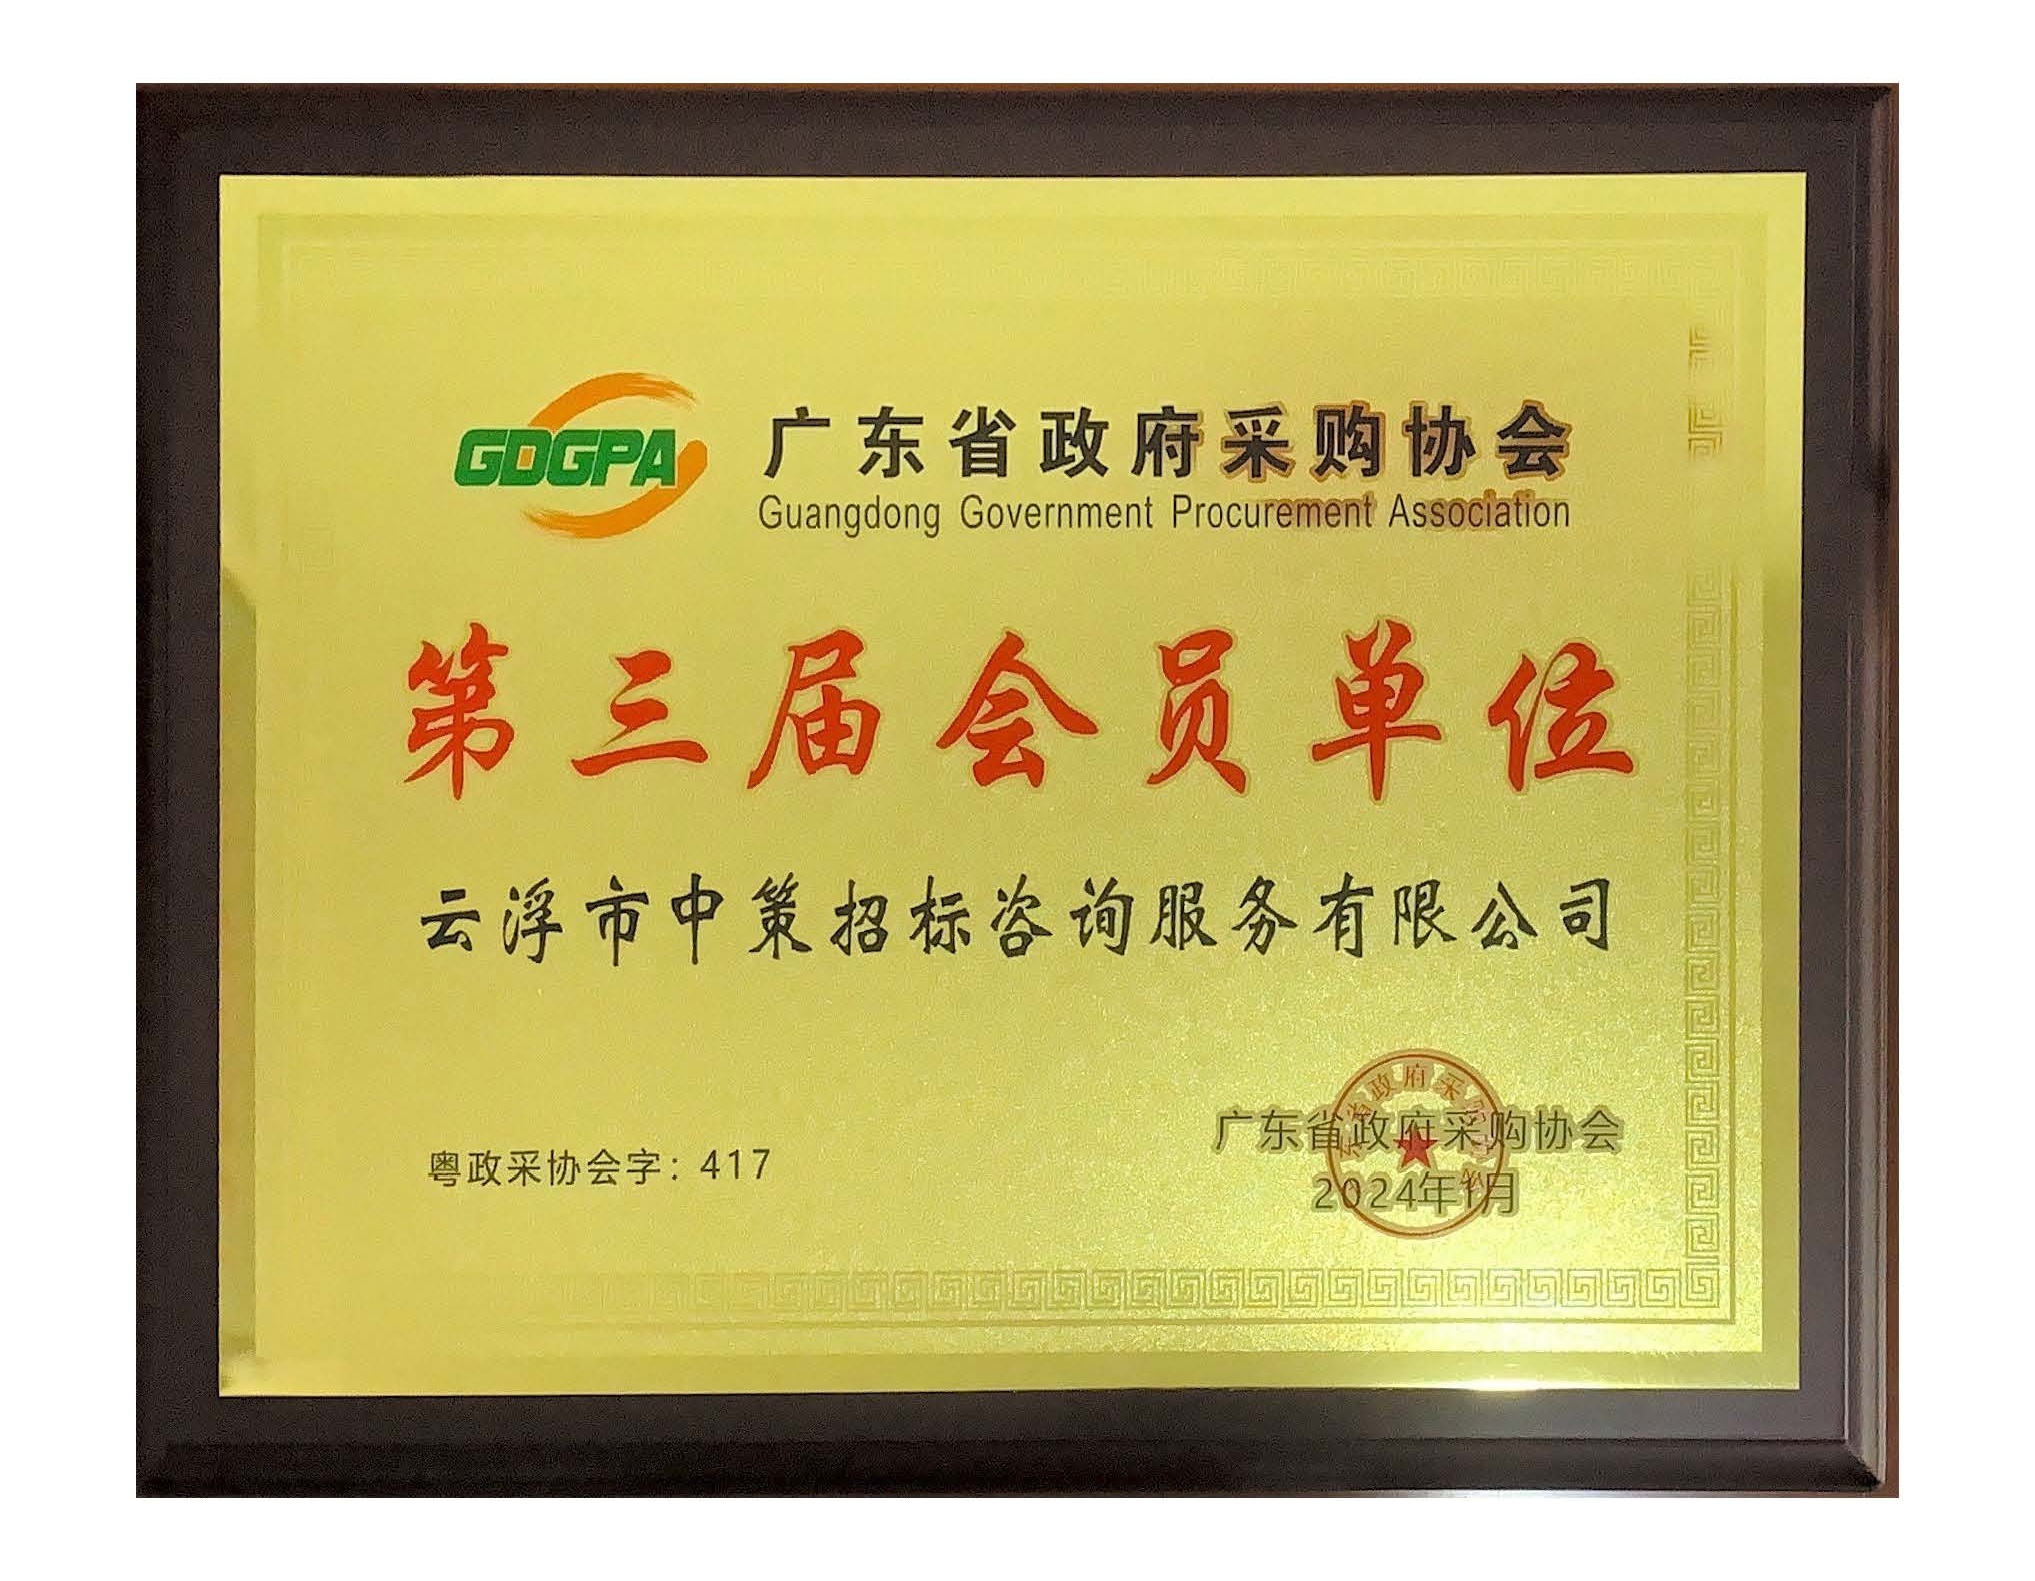 GDGPA
广东省政府采购协会
Guangdong Government Procurement Association
第三届会员单位
云浮市中策招标咨询服务有限公司
粤政采协会字：417
广东省政府采购协会
2024年1月